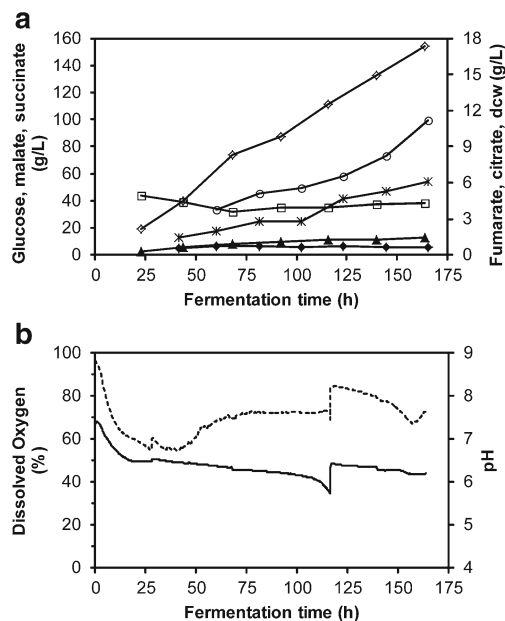 a
160 18
140
120 15
100 12
80 9
60 6
40
20 3
0 0
Glucose, malate, succinate
(g/L)
Fumarate, citrate, dcw (g/L)
0 25 50 75 100 125 150 175
Fermentation time (h)
b
100 9
80 8
60 7
40 6
20 5
0 4
Dissolved Oxygen
(%)
pH
0 25 50 75 100 125 150 175
Fermentation time (h)